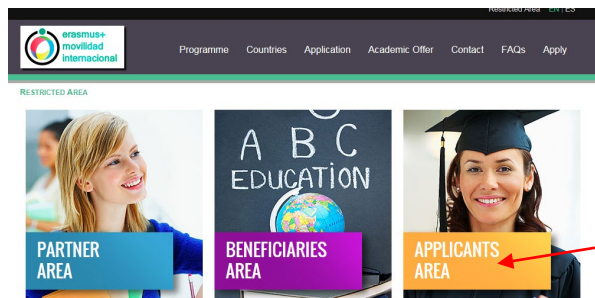 Restricted Area EN | ES
erasmus+
movilidad
internacional
Programme Countries Application Academic Offer Contact FAQs Apply
RESTRICTED AREA
A B C
EDUCATION
PARTNER
AREA
BENEFICIARIES
AREA
APPLICANTS
AREA